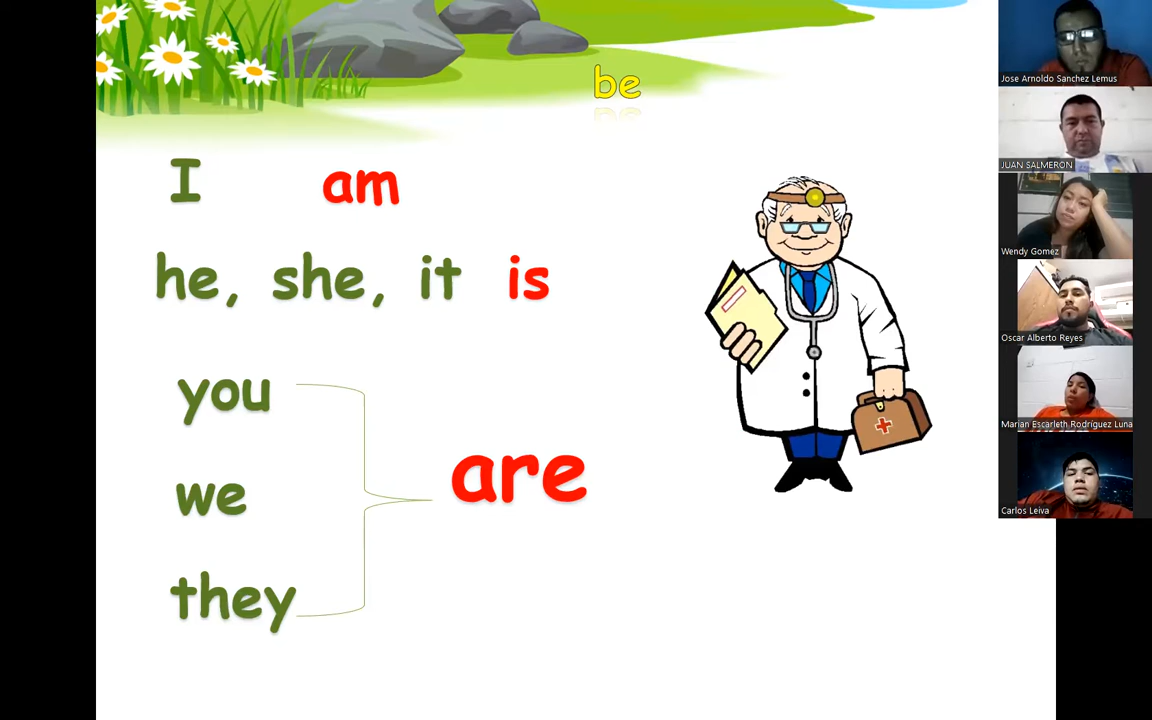 be
I am
he, she, it is
you
we
they
are
Jose Arnoldo Sanchez Lemus
JUAN SALMERON
Wendy Gomez
Oscar Alberto Reyes
Marian Escarleth Rodríguez Luna
Carlos Leiva